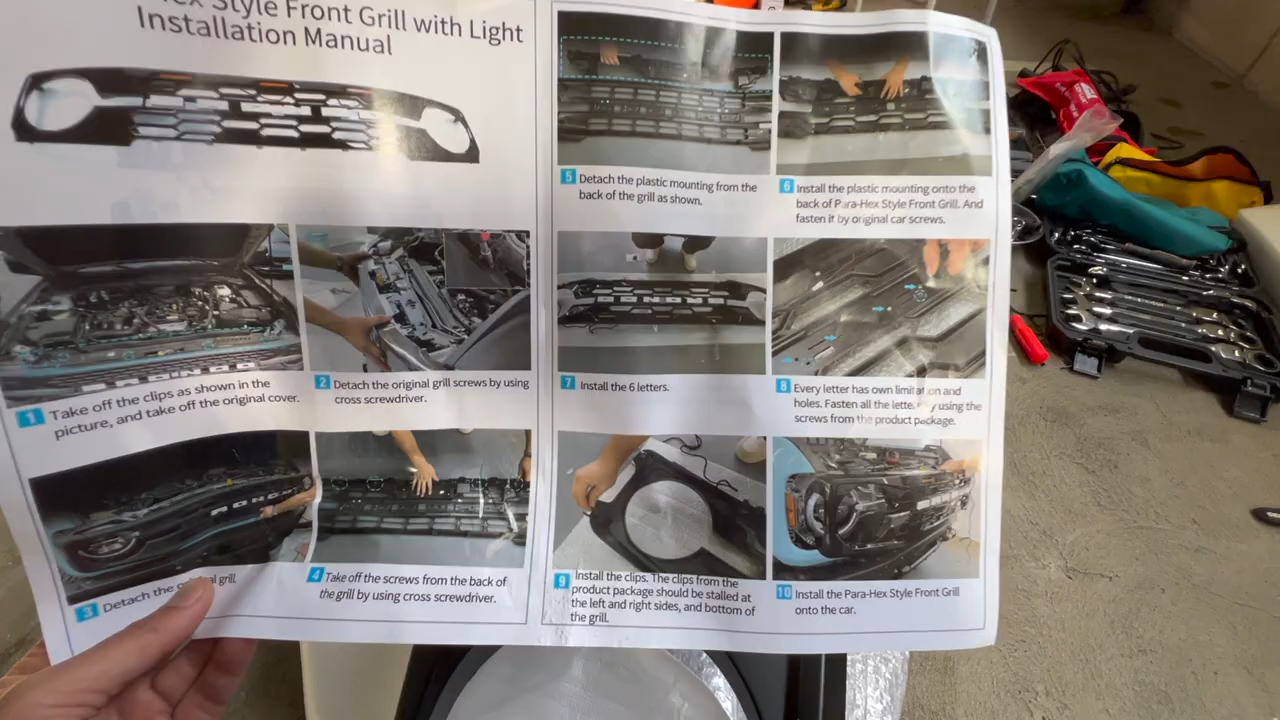 Style Front Grill with Light
Installation Manual
1 Take off the clips as shown in the
picture, and take off the original cover.
2 Detach the original grill screws by using
cross screwdriver.
3 Detach the grill.
4 Take off the screws from the back of
the grill by using cross screwdriver.
5 Detach the plastic mounting from the
back of the grill as shown.
6 Install the plastic mounting onto the
back of Para-Hex Style Front Grill. And
fasten it by original car screws.
7 Install the 6 letters.
8 Every letter has own limitation and
holes. Fasten all the using the
screws from the product package.
9 Install the clips. The clips from the
product package should be stalled at
the left and right sides, and bottom of
the grill.
10 Install the Para-Hex Style Front Grill
onto the car.